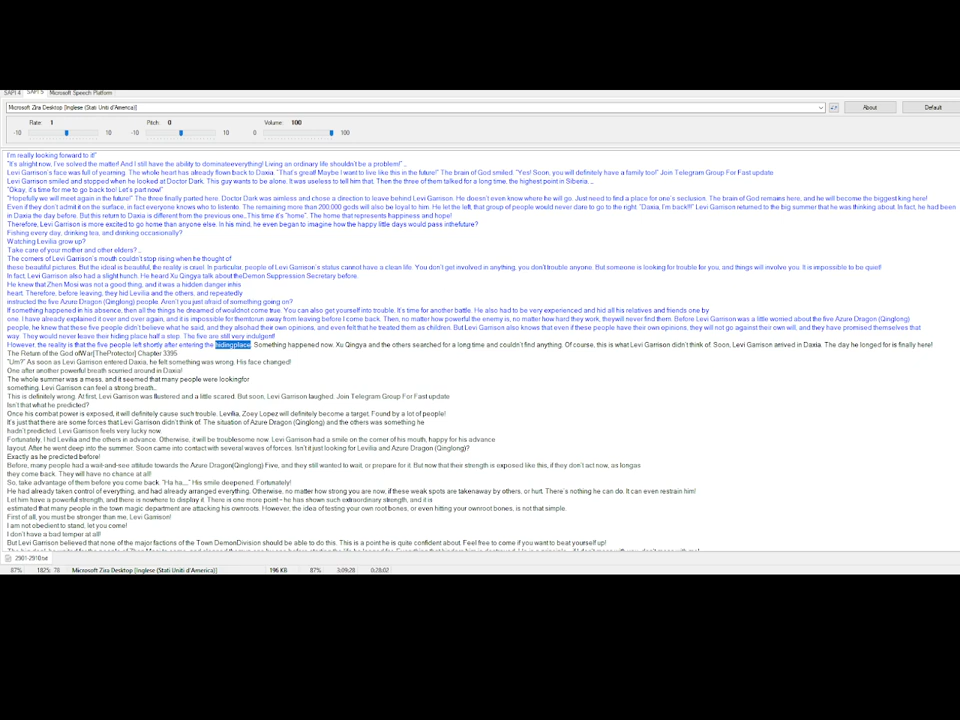 SAPI 4 SAPI 5 Microsoft Speech Platform
Microsoft Zira Desktop [Inglese (Stati Uniti d'America)] About Default
Rate: 1 Pitch: 0 Volume: 100
-10 10 -10 10 0 100
I'm really looking forward to it!"
"It's alright now, I've solved the matter! And I still have the ability to dominateeverything! Living an ordinary life shouldn't be a problem!"...
Levi Garrison's face was full of yearning. The whole heart has already flown back to Daxia. "That's great! Maybe I want to live like this in the future!" The brain of God smiled. "Yes! Soon, you will definitely have a family too!" Join Telegram Group For Fast update
Levi Garrison smiled and stopped when he looked at Doctor Dark. This guy wants to be alone. It was useless to tell him that. Then the three of them talked for a long time, the highest point in Siberia...
"Okay, it's time for me to go back too! Let's part now!"
"Hopefully we will meet again in the future!" The three finally parted here. Doctor Dark was aimless and chose a direction to leave behind Levi Garrison. He doesn't even know where he will go. Just need to find a place for one's seclusion. The brain of God remains here, and he will become the biggest king here!
Even if they don't admit it on the surface, in fact everyone knows who to listento. The remaining more than 200,000 gods will also be loyal to him. He let the left, that group of people would never dare to go to the right. "Daxia, I'm back!!!" Levi Garrison returned to the big summer that he was thinking about. In fact, he had been
in Daxia the day before. But this return to Daxia is different from the previous one...This time it's "home". The home that represents happiness and hope!
Therefore, Levi Garrison is more excited to go home than anyone else. In his mind, he even began to imagine how the happy little days would pass inthefuture?
Fishing every day, drinking tea, and drinking occasionally?
Watching Levilia grow up?
Take care of your mother and other elders?...
The corners of Levi Garrison's mouth couldn't stop rising when he thought of
these beautiful pictures. But the ideal is beautiful, the reality is cruel. In particular, people of Levi Garrison's status cannot have a clean life. You don't get involved in anything, you don't trouble anyone. But someone is looking for trouble for you, and things will involve you. It is impossible to be quiet!
In fact, Levi Garrison also had a slight hunch. He heard Xu Qingya talk about theDemon Suppression Secretary before.
He knew that Zhen Mosi was not a good thing, and it was a hidden danger inhis
heart. Therefore, before leaving, they hid Levilia and the others, and repeatedly
instructed the five Azure Dragon (Qinglong) people. Aren't you just afraid of something going on?
If something happened in his absence, then all the things he dreamed of wouldnot come true. You can also get yourself into trouble. It's time for another battle. He also had to be very experienced and hid all his relatives and friends one by
one. I have already explained it over and over again, and it is impossible for themtorun away from leaving before I come back. Then, no matter how powerful the enemy is, no matter how hard they work, theywill never find them. Before Levi Garrison was a little worried about the five Azure Dragon (Qinglong)
people, he knew that these five people didn't believe what he said, and they alsohad their own opinions, and even felt that he treated them as children. But Levi Garrison also knows that even if these people have their own opinions, they will not go against their own will, and they have promised themselves that
way. They would never leave their hiding place half a step. The five are still very indulgent!
However, the reality is that the five people left shortly after entering the hidingplace. Something happened now. Xu Qingya and the others searched for a long time and couldn't find anything. Of course, this is what Levi Garrison didn't think of. Soon, Levi Garrison arrived in Daxia. The day he longed for is finally here!
The Return of the God ofWar[TheProtector] Chapter 3395
"Um?" As soon as Levi Garrison entered Daxia, he felt something was wrong. His face changed!
One after another powerful breath scurried around in Daxia!
The whole summer was a mess, and it seemed that many people were lookingfor
something. Levi Garrison can feel a strong breath..
This is definitely wrong. At first, Levi Garrison was flustered and a little scared. But soon, Levi Garrison laughed. Join Telegram Group For Fast update
Isn't that what he predicted?
Once his combat power is exposed, it will definitely cause such trouble. Levilia, Zoey Lopez will definitely become a target. Found by a lot of people!
It's just that there are some forces that Levi Garrison didn't think of. The situation of Azure Dragon (Qinglong) and the others was something he
hadn't predicted. Levi Garrison feels very lucky now
Fortunately, I hid Levilia and the others in advance. Otherwise, it will be troublesome now. Levi Garrison had a smile on the corner of his mouth, happy for his
layout. After he went deep into the summer. Soon came into contact with several waves of forces. Isn't it just looking for Levilia and Azure Dragon (Qinglong)?
Exactly as he predicted before!
Before, many people had a wait-and-see attitude towards the Azure Dragon(Qinglong) Five, and they still wanted to wait, or prepare for it. But now that their strength is exposed like this, if they don't act now, as longas
they come back. They will have no chance at all!
So, take advantage of them before you come back. "Ha ha....." His smile deepened. Fortunately!
He had already taken control of everything, and had already arranged everything. Otherwise, no matter how strong you are now, if these weak spots are takenaway by others, or hurt. There's nothing he can do. It can even restrain him!
Let him have a powerful strength, and there is nowhere to display it. There is one more point - he has shown such extraordinary strength, and it is
estimated that many people in the town magic department are attacking his ownroots. However, the idea of testing your own root bones, or even hitting your ownroot bones, is not that simple.
First of all, you must be stronger than me, Levi Garrison!
I am not obedient to stand, let you come!
I don't have a bad temper at all!
But Levi Garrison believed that none of the major factions of the Town DemonDivision should be able to do this. This is a point he is quite confident about. Feel free to come if you want to beat yourself up!
2901-2910.txt
87% 1825: 78 Microsoft Zira Desktop [Inglese (Stati Uniti d'America)] 196 KB 87% 3:09:28 0:28:02